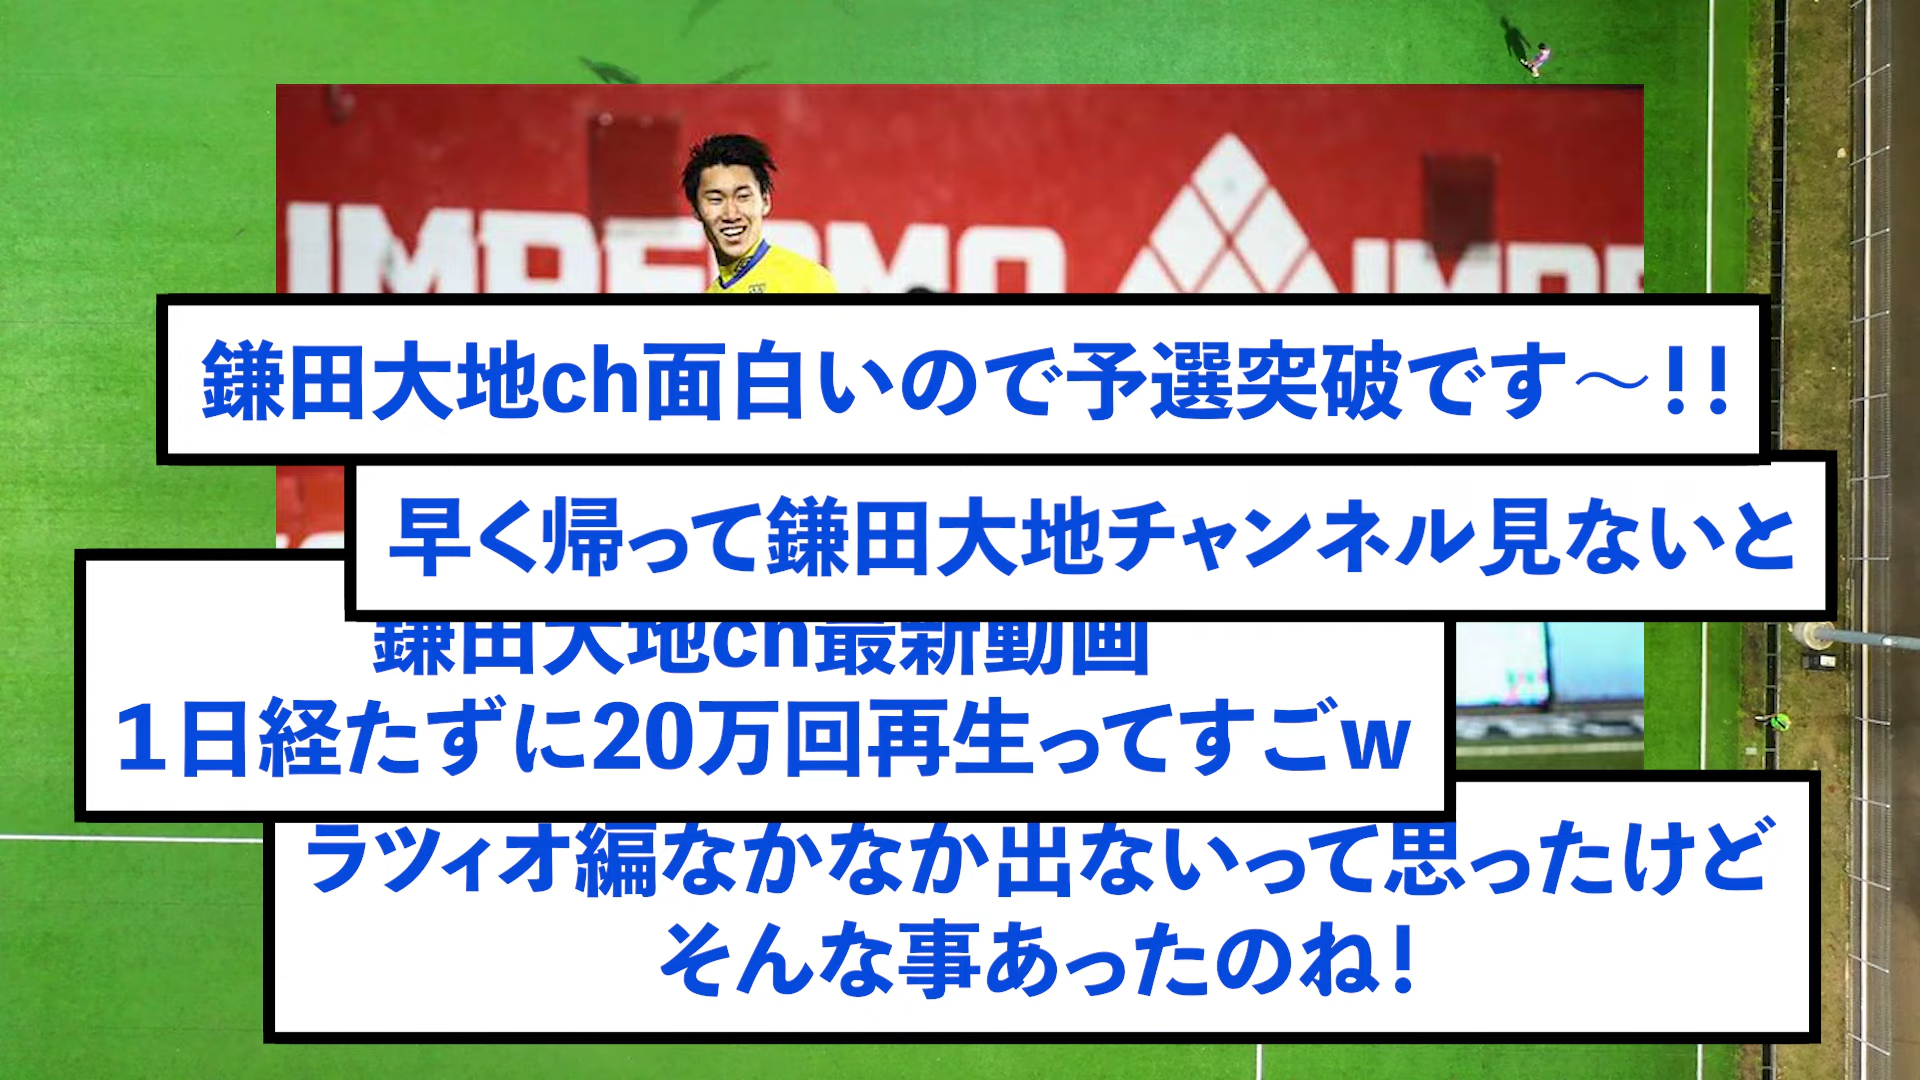 IMPERMO
IMPE
鎌田大地ch面白いので予選突破です～!!
早く帰って鎌田大地チャンネル見ないと
鎌田大地ch最新動画
1日経たずに20万回再生ってすごw
ラツィオ編なかなか出ないって思ったけど
そんな事あったのね!